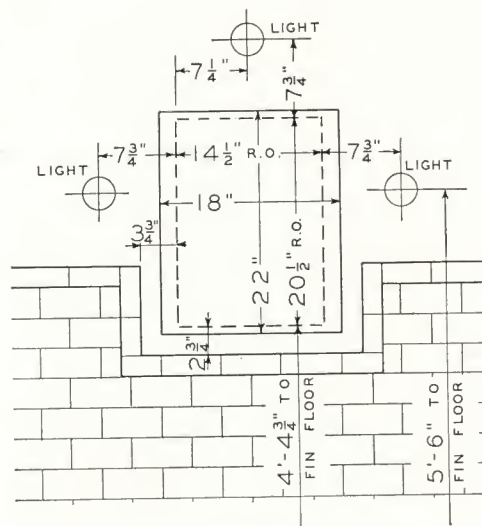 LIGHT
7 1/4"
7 3/4"
7 3/4"
14 1/2" R.O.
7 3/4"
LIGHT
LIGHT
18"
3 3/4"
22"
20 1/2" R.O.
2 3/4"
4'-4 3/4" TO
FIN FLOOR
5'-6" TO
FIN FLOOR